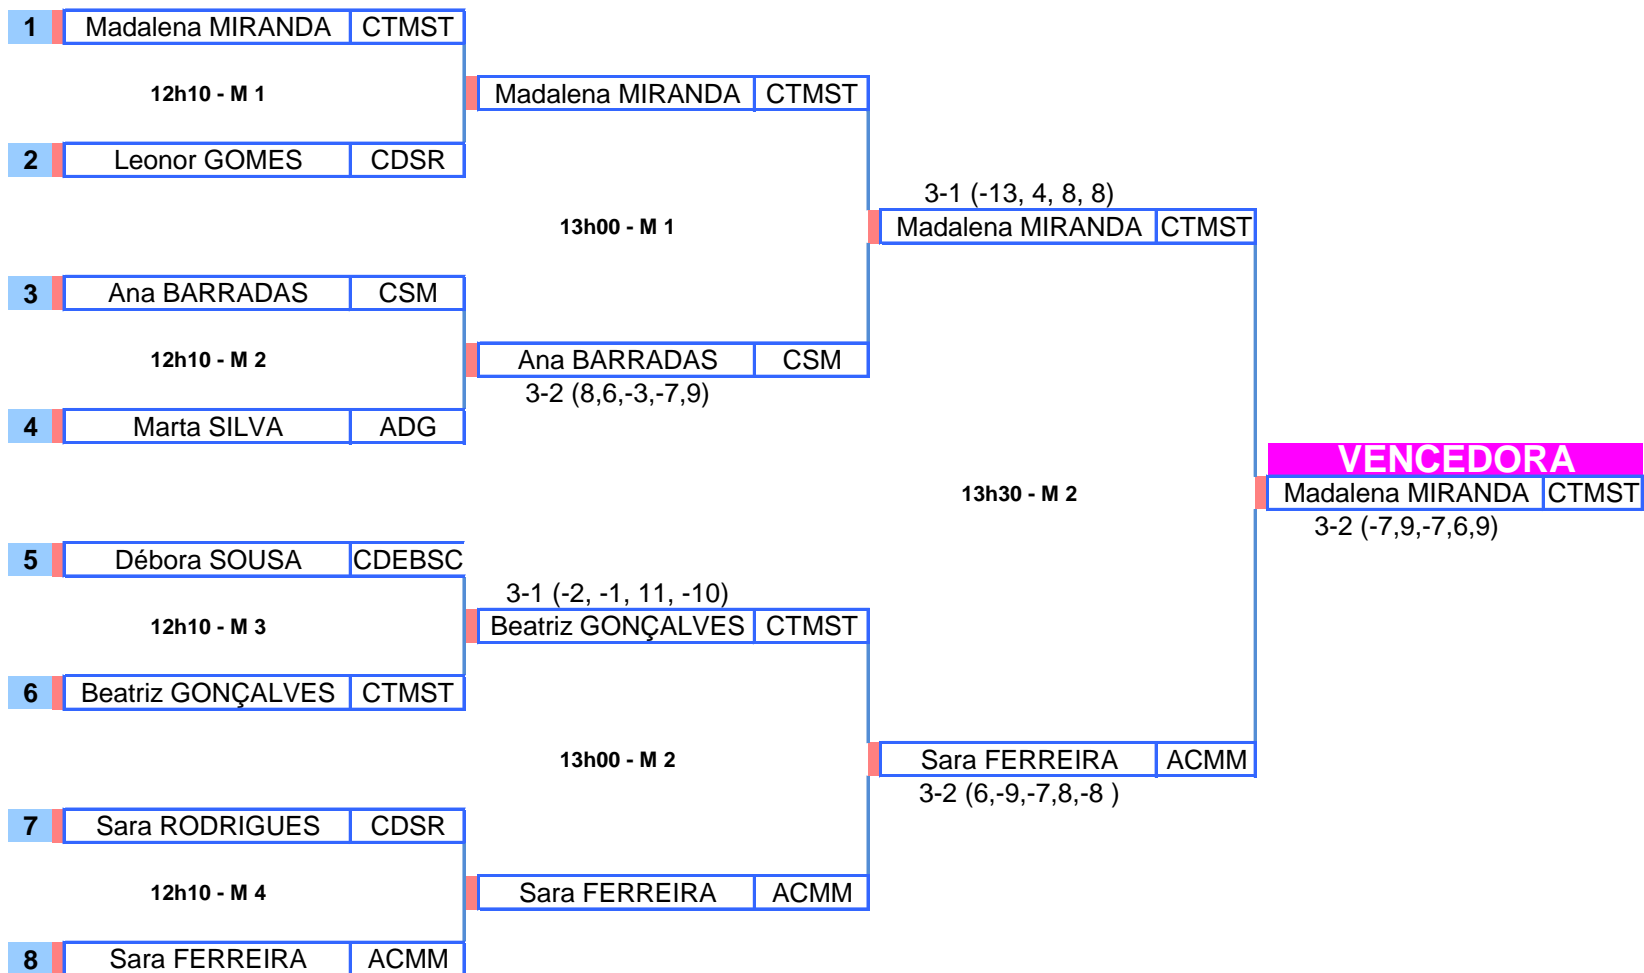 1 Madalena MIRANDA CTMST
12h10 - M 1
Madalena MIRANDA CTMST
2 Leonor GOMES CDSR
3-1 (-13, 4, 8, 8)
13h00 - M 1
Madalena MIRANDA CTMST
3 Ana BARRADAS CSM
12h10 - M 2
Ana BARRADAS CSM
3-2 (8,6,-3,-7,9)
4 Marta SILVA ADG
VENCEDORA
13h30 - M 2
Madalena MIRANDA CTMST
3-2 (-7,9,-7,6,9)
5 Débora SOUSA CDEBSC
3-1 (-2, -1, 11, -10)
12h10 - M 3
Beatriz GONÇALVES CTMST
6 Beatriz GONÇALVES CTMST
13h00 - M 2
Sara FERREIRA ACMM
3-2 (6,-9,-7,8,-8 )
7 Sara RODRIGUES CDSR
12h10 - M 4
Sara FERREIRA ACMM
8 Sara FERREIRA ACMM